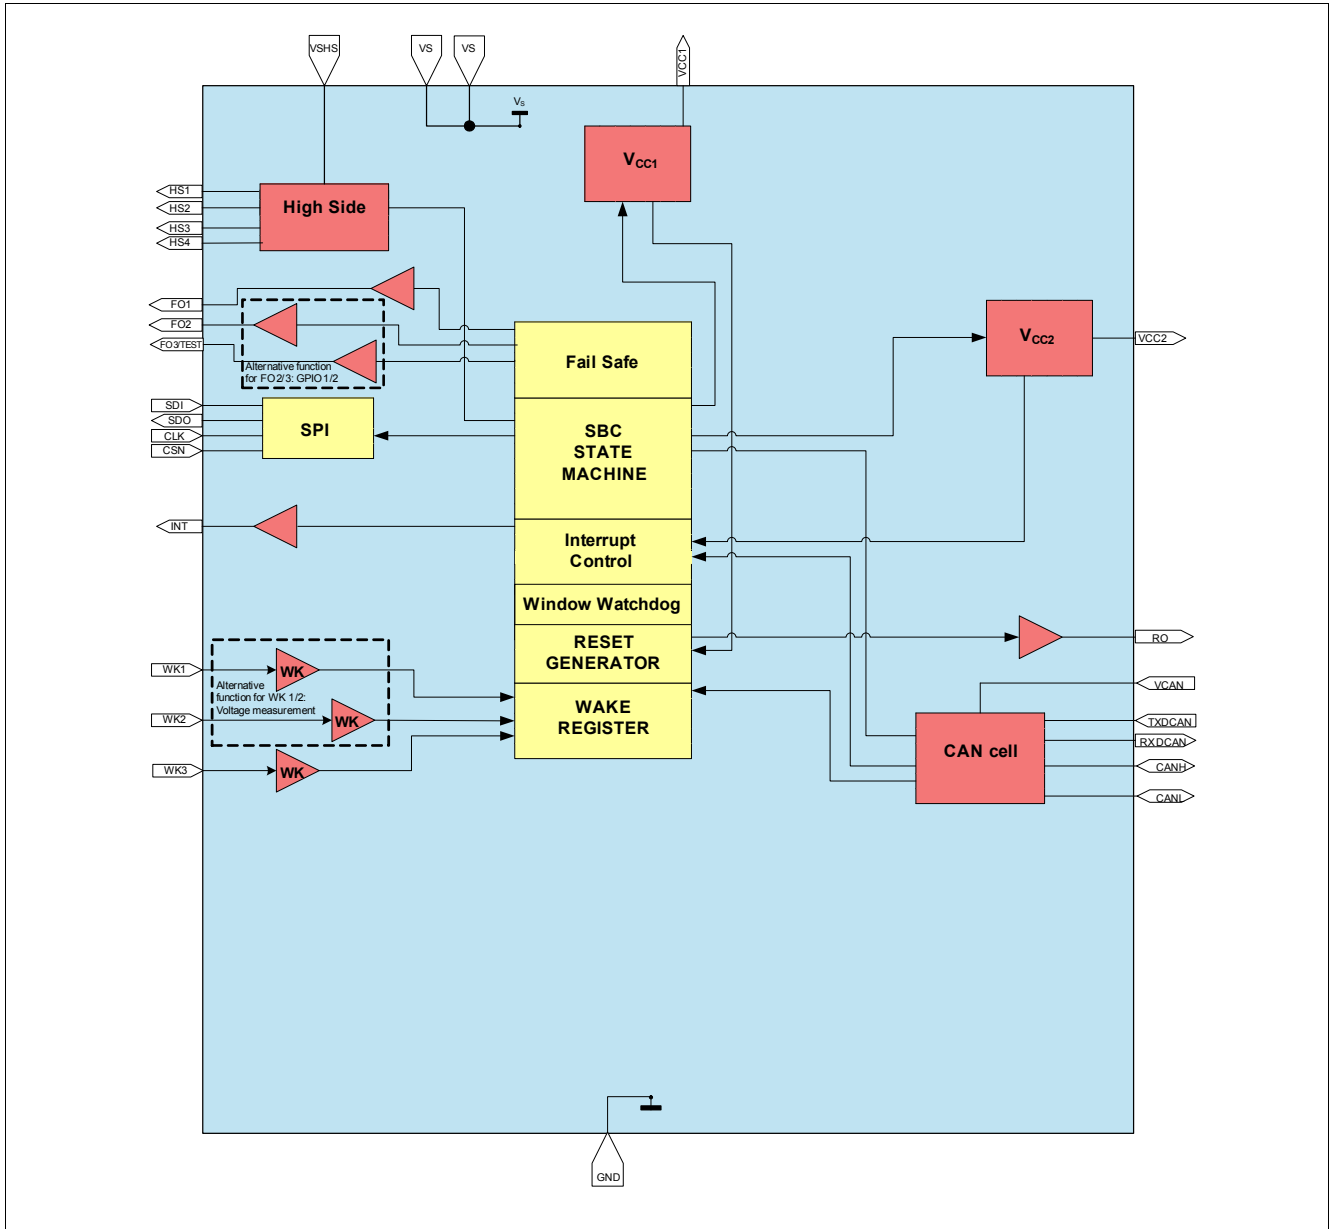 VSHS
VS
VS
VCC1
Vs
VCC1
HS1
HS2
HS3
HS4
High Side
FO1
FO2
FO3/TEST
Alternative function
for FO2/3: GPIO1/2
Fail Safe
VCC2
VCC2
SDI
SDO
CLK
CSN
SPI
SBC
STATE
MACHINE
INT
Interrupt
Control
Window Watchdog
RESET
GENERATOR
RO
WK1
WK
Alternative
function for WK 1/2:
Voltage measurement
WK2
WK
WK3
WK
WAKE
REGISTER
VCAN
TXDCAN
RXDCAN
CANH
CANL
CAN cell
GND